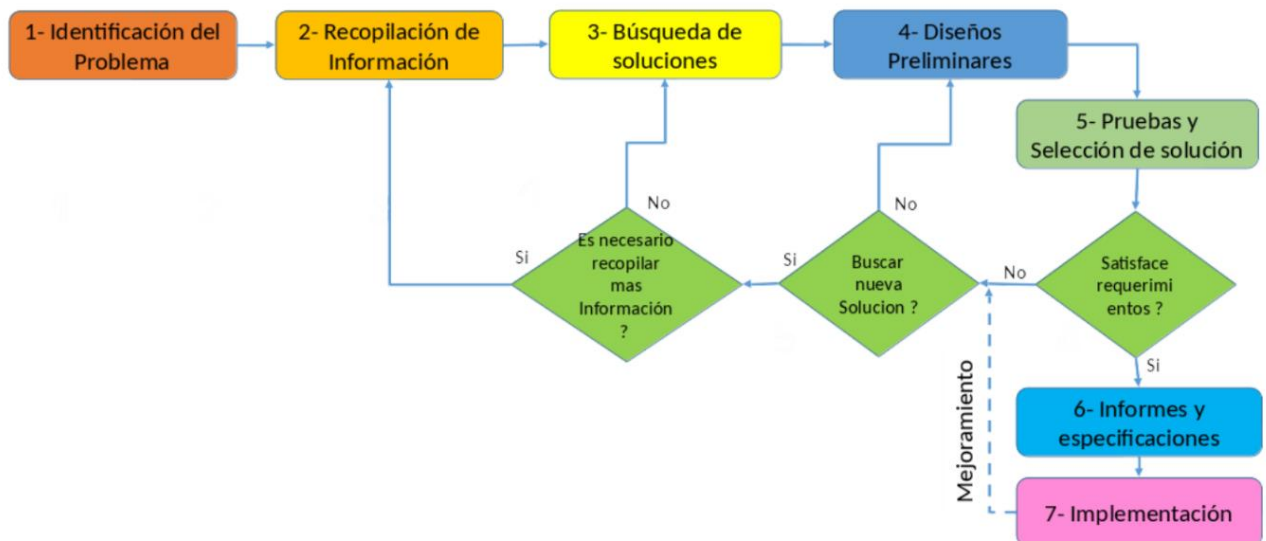 1- Identificación del
Problema
2- Recopilación de
Información
3- Búsqueda de
soluciones
4- Diseños
Preliminares
5- Pruebas y
Selección de solución
No
Si
Es necesario
recopilar
mas
Información
?
No
Si
Buscar
nueva
Solucion ?
No
Satisface
requerimi
entos ?
Si
Mejoramiento
6- Informes y
especificaciones
7- Implementación